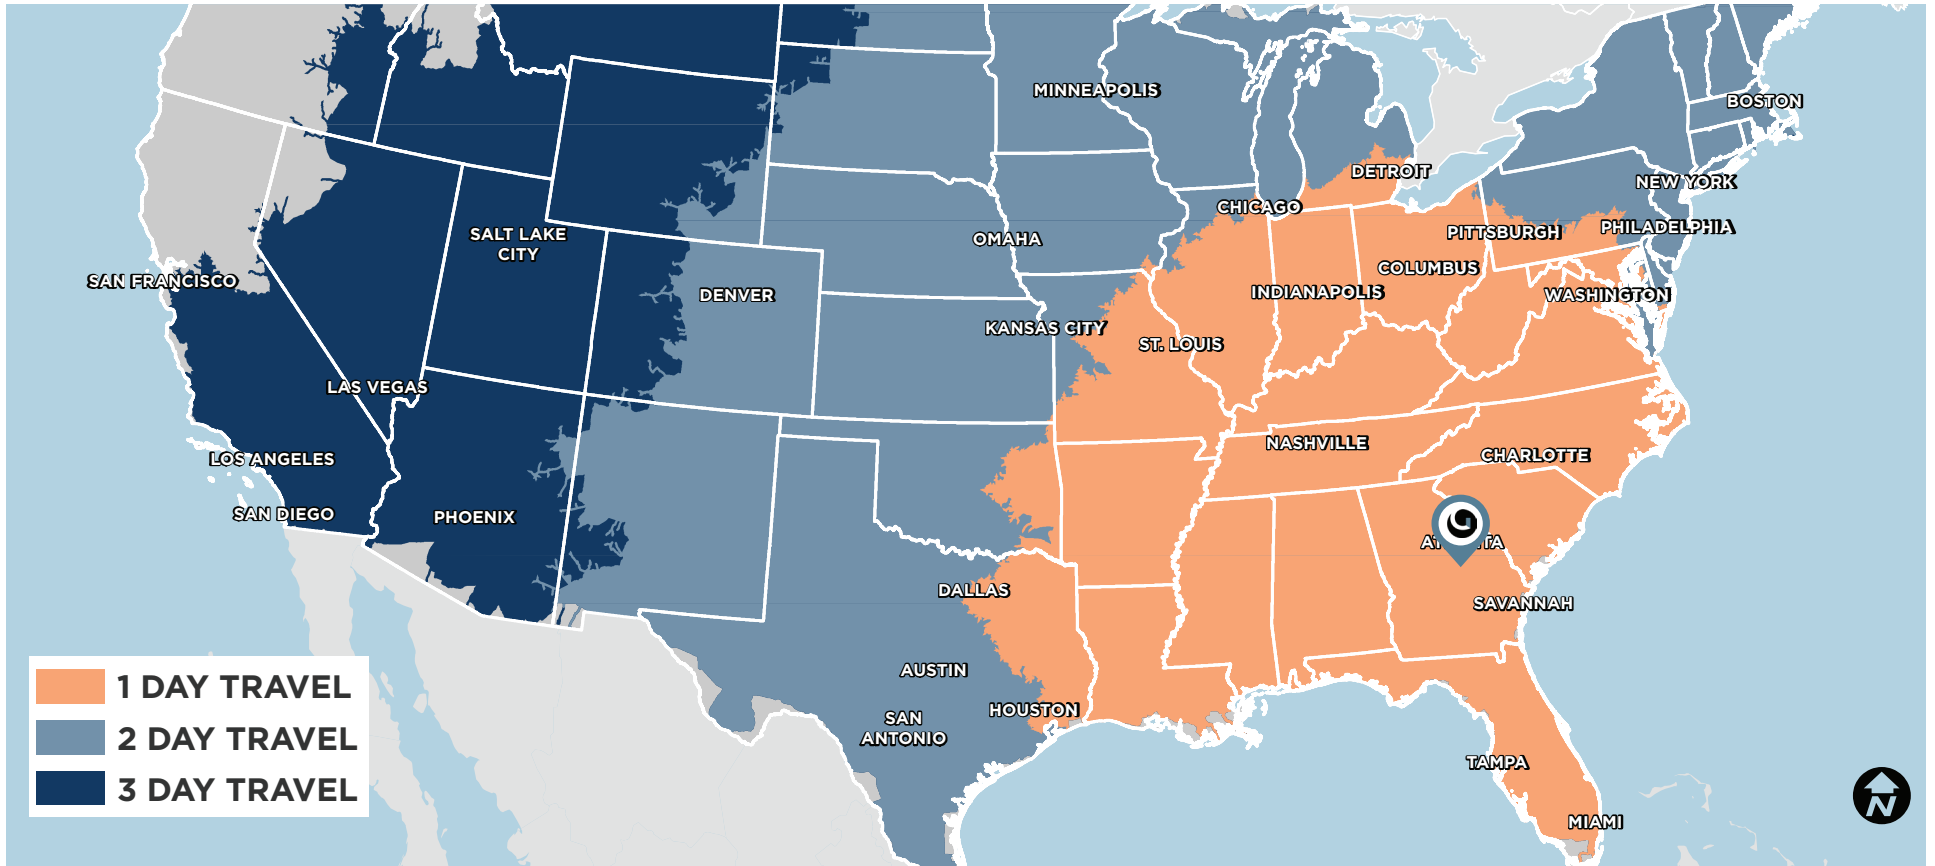 MINNEAPOLIS
BOSTON
DETROIT
NEW YORK
CHICAGO
PHILADELPHIA
PITTSBURGH
SALT LAKE
CITY
OMAHA
COLUMBUS
SAN FRANCISCO
DENVER
INDIANAPOLIS
WASHINGTON
KANSAS CITY
ST. LOUIS
LAS VEGAS
NASHVILLE
CHARLOTTE
LOS ANGELES
SAN DIEGO
PHOENIX
ATLANTA
DALLAS
SAVANNAH
AUSTIN
HOUSTON
SAN
ANTONIO
TAMPA
MIAMI
1 DAY TRAVEL
2 DAY TRAVEL
3 DAY TRAVEL
N